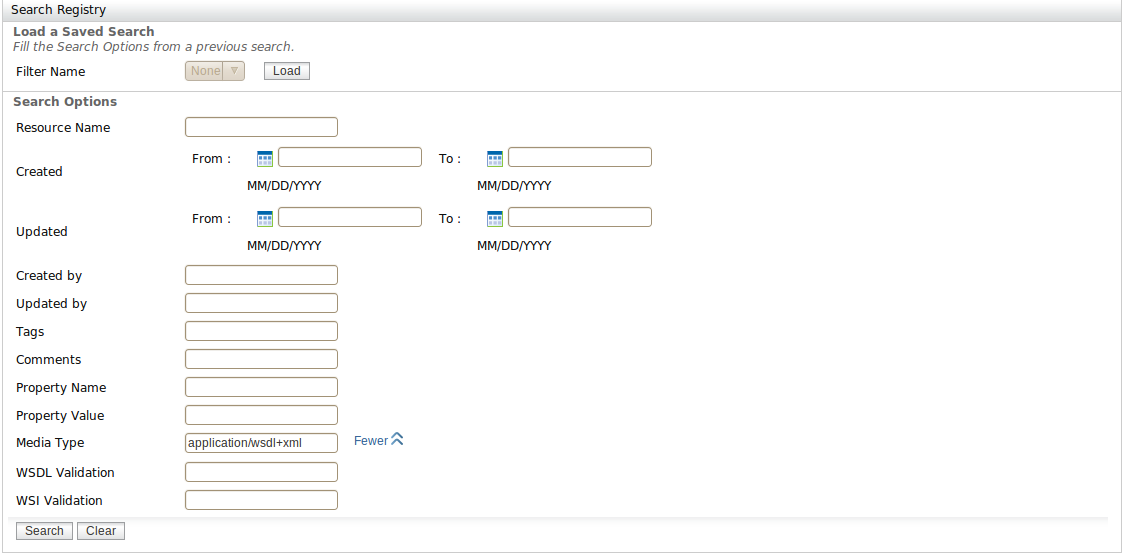 Search Registry
Load a Saved Search
Fill the Search Options from a previous search.
Filter Name None Load
Search Options
Resource Name
Created From : To :
MM/DD/YYYY MM/DD/YYYY
Updated From : To :
MM/DD/YYYY MM/DD/YYYY
Created by
Updated by
Tags
Comments
Property Name
Property Value
Media Type application/wsdl+xml Fewer
WSDL Validation
WSI Validation
Search Clear